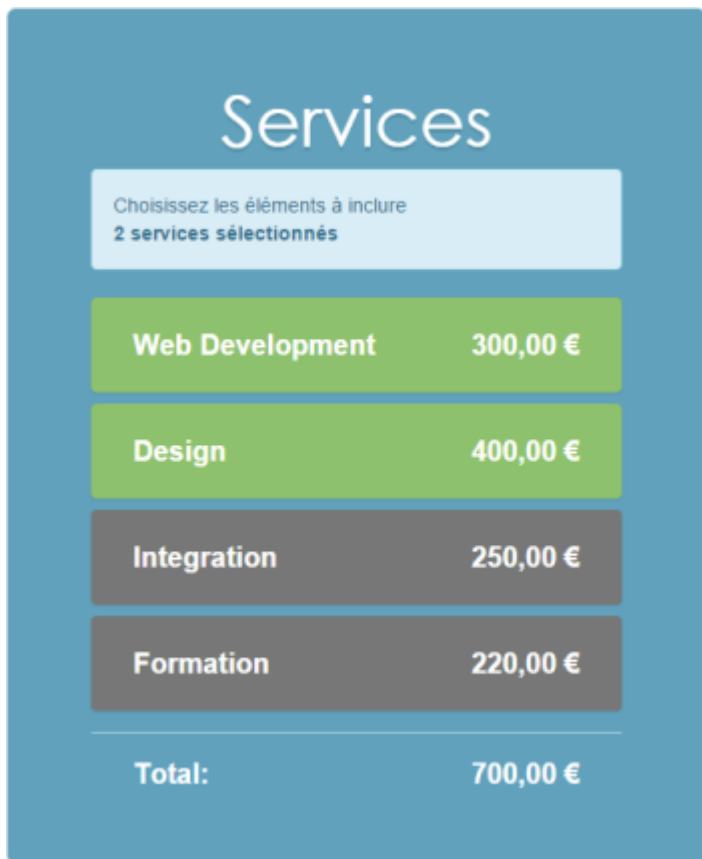 Services
Choisissez les éléments à inclure
2 services sélectionnés
Web Development 300,00 €
Design 400,00 €
Integration 250,00 €
Formation 220,00 €
Total: 700,00 €